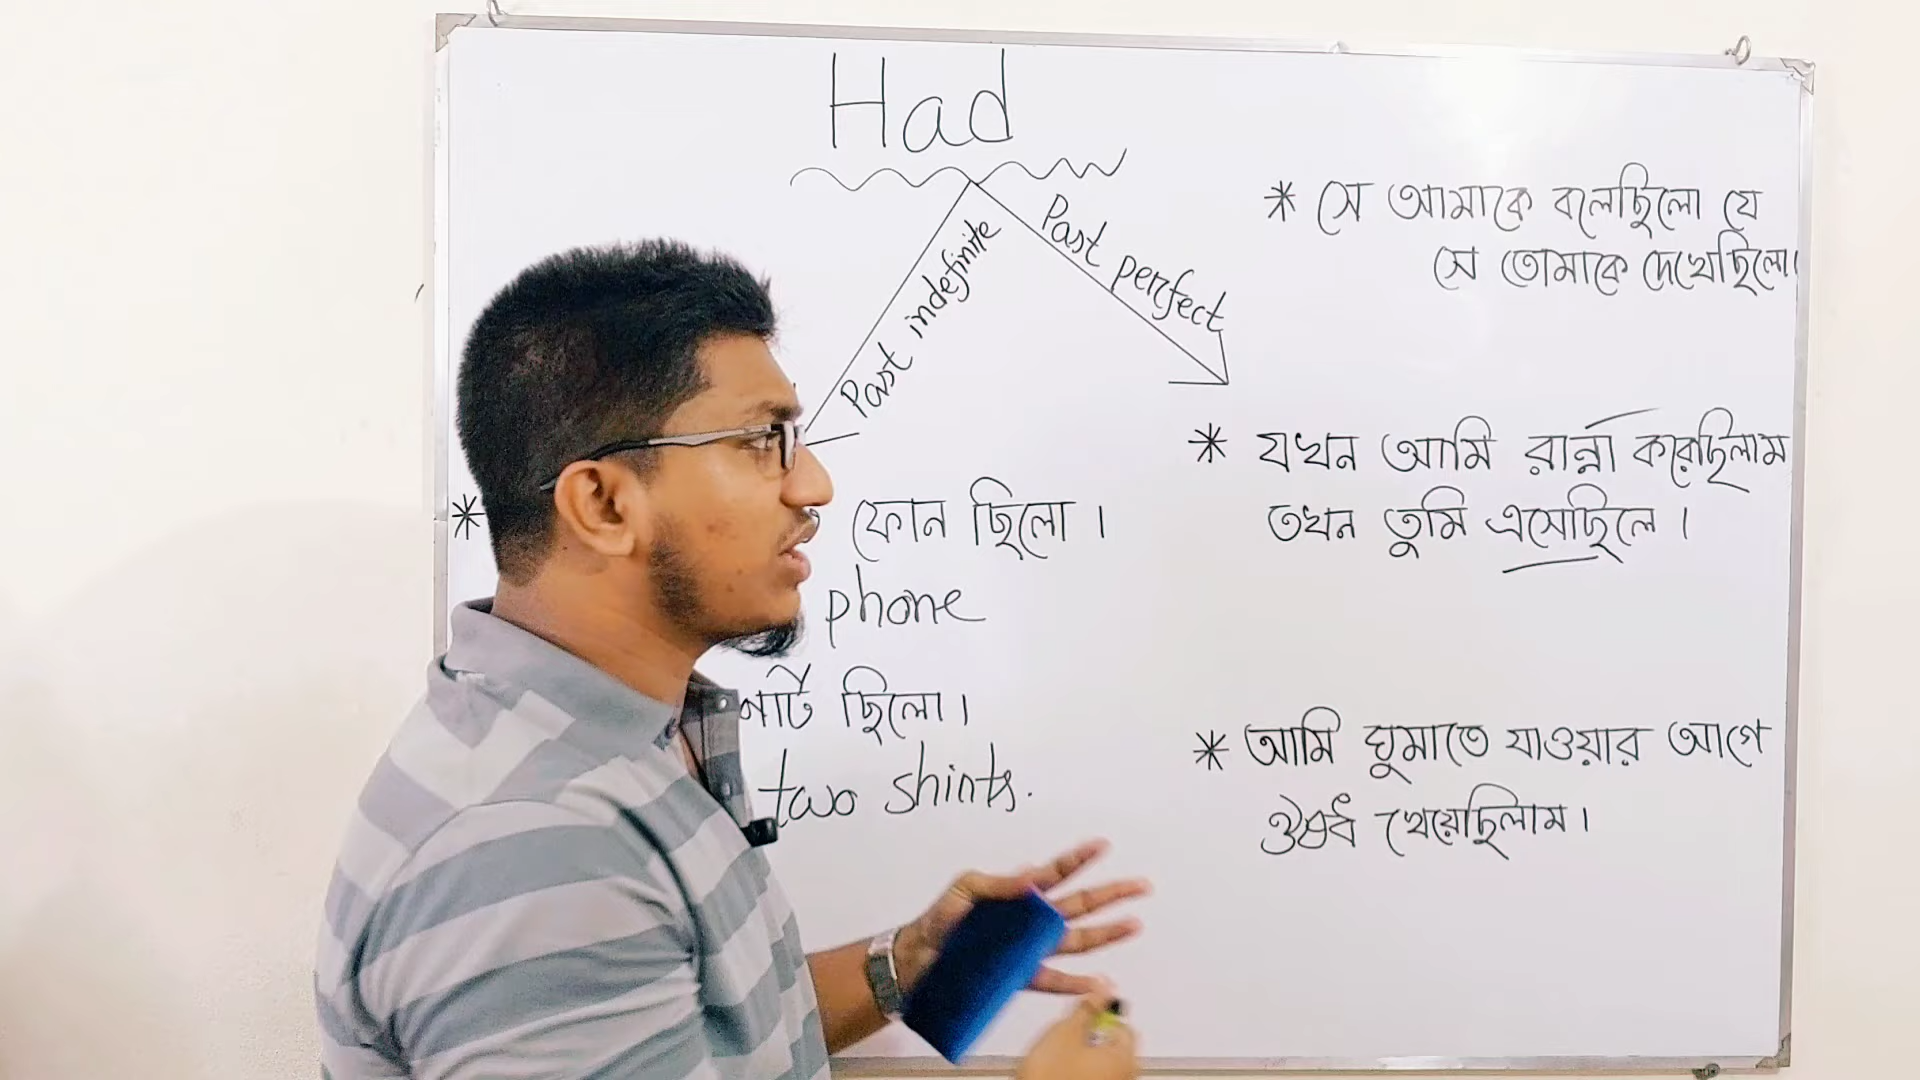 Had
Past indefinite
Past perfect
* ফোন ছিলো।
phone
ছিলো।
two shirts.
* সে আমাকে বলেছিলো যে
সে তোমাকে দেখেছিলো।
* যখন আমি রান্না করেছিলাম
তখন তুমি এসেছিলে।
* আমি ঘুমাতে যাওয়ার আগে
ঔষধ খেয়েছিলাম।